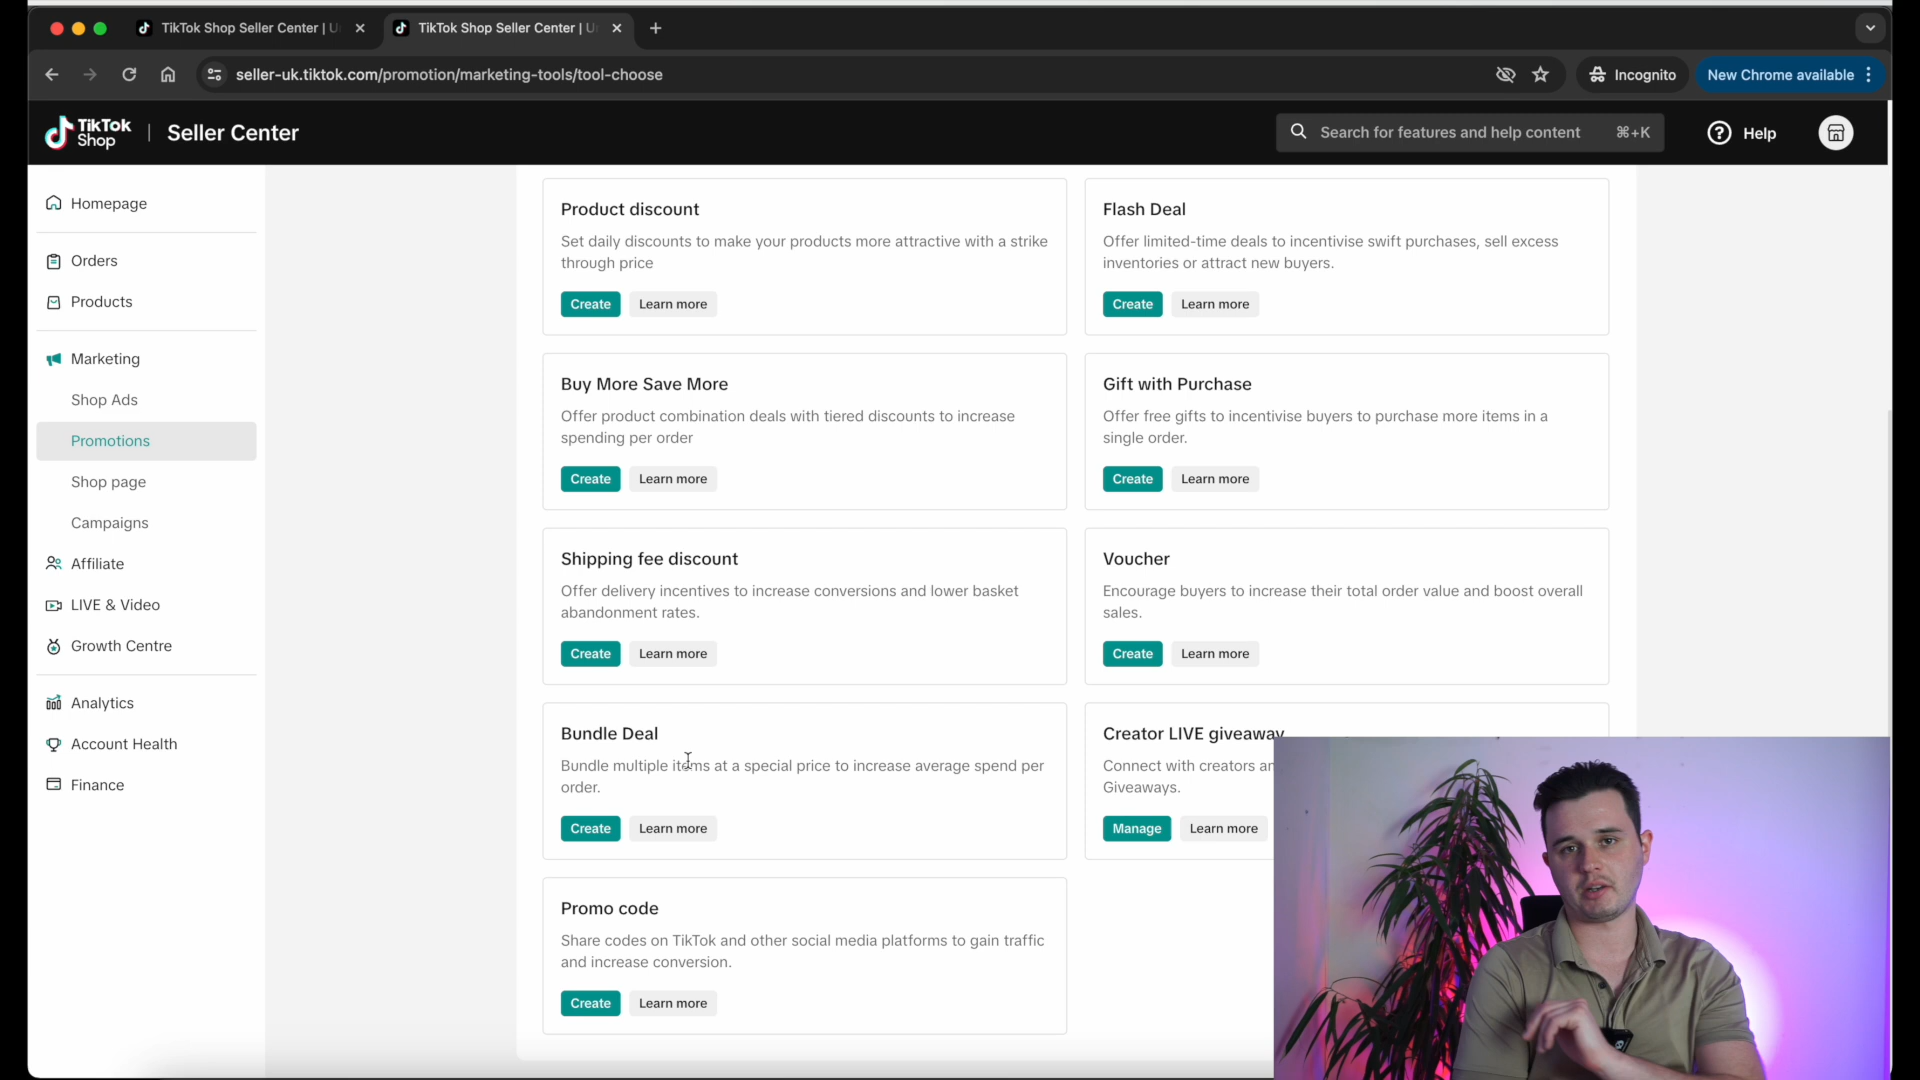 TikTok Shop Seller Center | U
TikTok Shop Seller Center | U
seller-uk.tiktok.com/promotion/marketing-tools/tool-choose
Incognito
New Chrome available
TikTok
Shop
Seller Center
Search for features and help content
⌘+K
Help
Homepage
Orders
Products
Marketing
Shop Ads
Promotions
Shop page
Campaigns
Affiliate
LIVE & Video
Growth Centre
Analytics
Account Health
Finance
Product discount
Set daily discounts to make your products more attractive with a strike
through price
Create
Learn more
Flash Deal
Offer limited-time deals to incentivise swift purchases, sell excess
inventories or attract new buyers.
Create
Learn more
Buy More Save More
Offer product combination deals with tiered discounts to increase
spending per order
Create
Learn more
Gift with Purchase
Offer free gifts to incentivise buyers to purchase more items in a
single order.
Create
Learn more
Shipping fee discount
Offer delivery incentives to increase conversions and lower basket
abandonment rates.
Create
Learn more
Voucher
Encourage buyers to increase their total order value and boost overall
sales.
Create
Learn more
Bundle Deal
Bundle multiple items at a special price to increase average spend per
order.
Create
Learn more
Creator LIVE giveaway
Connect with creators an
Giveaways.
Manage
Learn more
Promo code
Share codes on TikTok and other social media platforms to gain traffic
and increase conversion.
Create
Learn more